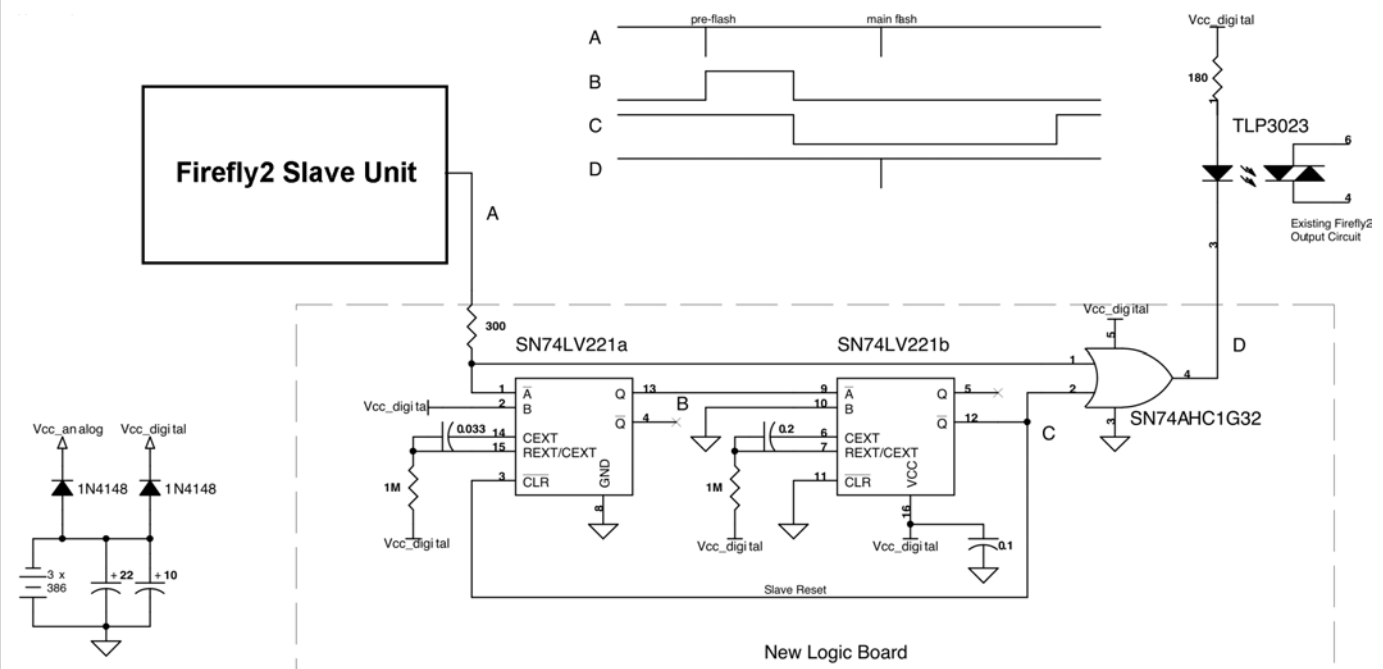 pre-flash
main flash
Vcc_digital
A
B
C
D
180
1
TLP3023
6
4
3
Existing Firefly2
Output Circuit
Firefly2 Slave Unit
A
300
SN74LV221a
SN74LV221b
Vcc_digital
5
1
2
4
D
3
SN74AHC1G32
1
A
Q
13
Vcc_digital
2
B
Q
4
B
0.033
14
CEXT
15
REXT/CEXT
3
CLR
GND
8
1M
Vcc_digital
9
A
Q
5
10
B
Q
12
C
0.2
6
CEXT
7
REXT/CEXT
11
CLR
VCC
16
1M
Vcc_digital
Vcc_digital
0.1
Vcc_analog
Vcc_digital
1N4148
1N4148
3 x
386
+ 22
+ 10
Slave Reset
New Logic Board